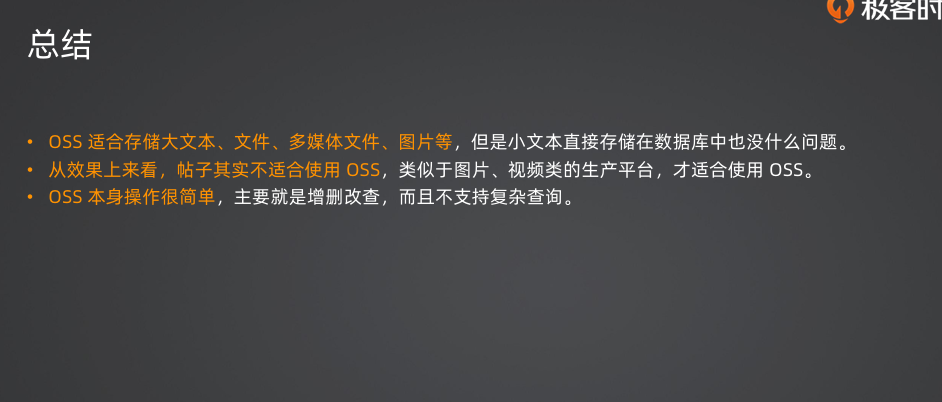 极客时
总结
• OSS 适合存储大文本、文件、多媒体文件、图片等，但是小文本直接存储在数据库中也没什么问题。
• 从效果上来看，帖子其实不适合使用 OSS，类似于图片、视频类的生产平台，才适合使用 OSS。
• OSS 本身操作很简单，主要就是增删改查，而且不支持复杂查询。